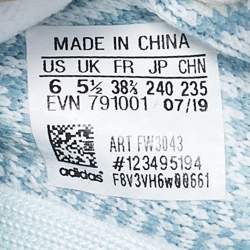 MADE IN CHINA
US UK FR JP CHN
6 5½ 38⅔ 240 235
EVN 791001 07/19
ART FW3043
#123495194
adidas F8V3VH6w00661